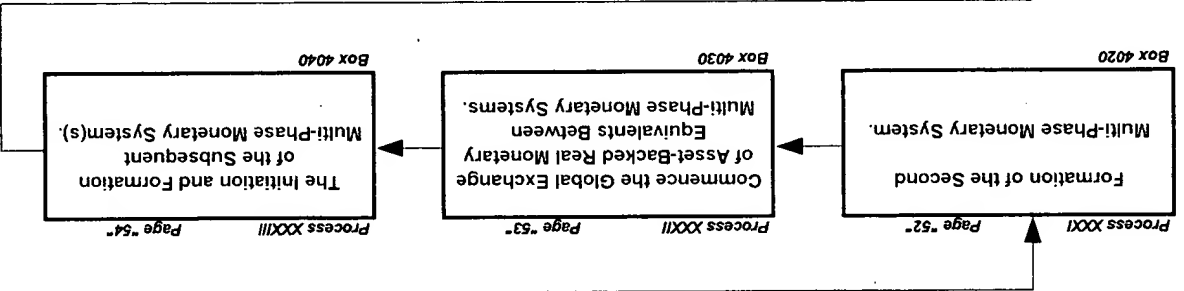 Process XXXI
Page "52"
Formation of the Second
Multi-Phase Monetary System.
Box 4020
Process XXXII
Page "53"
Commence the Global Exchange
of Asset-Backed Real Monetary
Equivalents Between
Multi-Phase Monetary Systems.
Box 4030
Process XXXIII
Page "54"
The Initiation and Formation
of the Subsequent
Multi-Phase Monetary System(s).
Box 4040